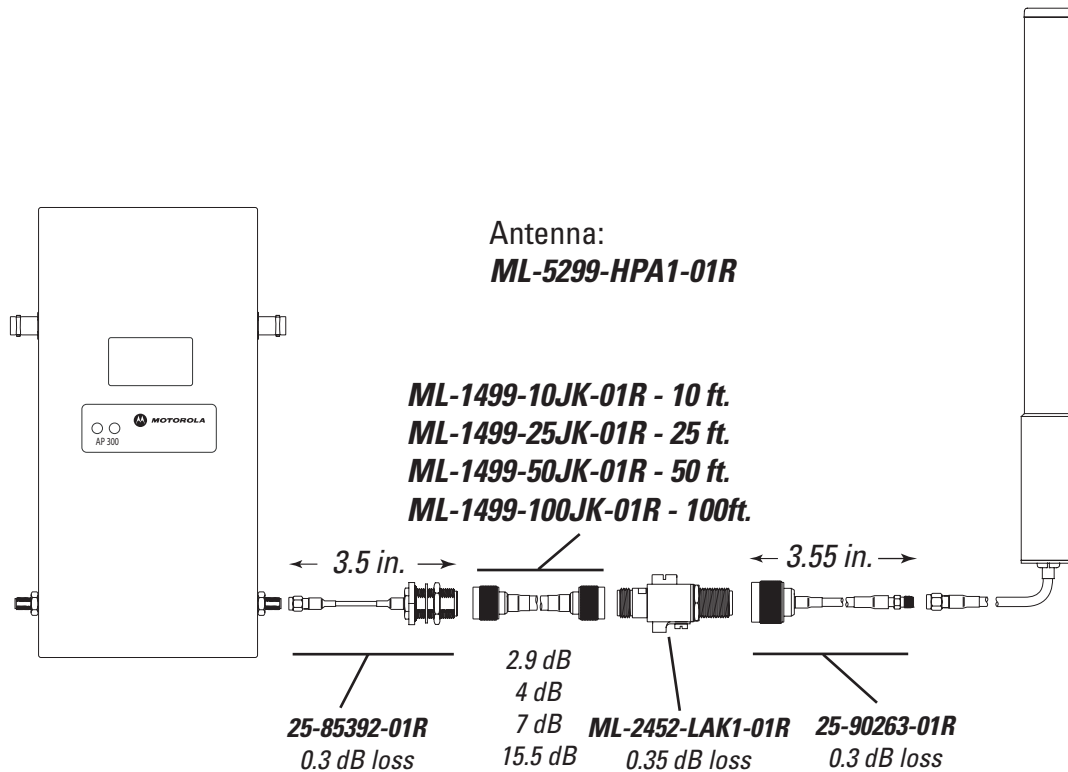 Antenna:
ML-5299-HPA1-01R
ML-1499-10JK-01R - 10 ft.
ML-1499-25JK-01R - 25 ft.
ML-1499-50JK-01R - 50 ft.
ML-1499-100JK-01R - 100ft.
MOTOROLA
AP 300
3.5 in.
3.55 in.
25-85392-01R
0.3 dB loss
2.9 dB
4 dB
7 dB
15.5 dB
ML-2452-LAK1-01R
0.35 dB loss
25-90263-01R
0.3 dB loss